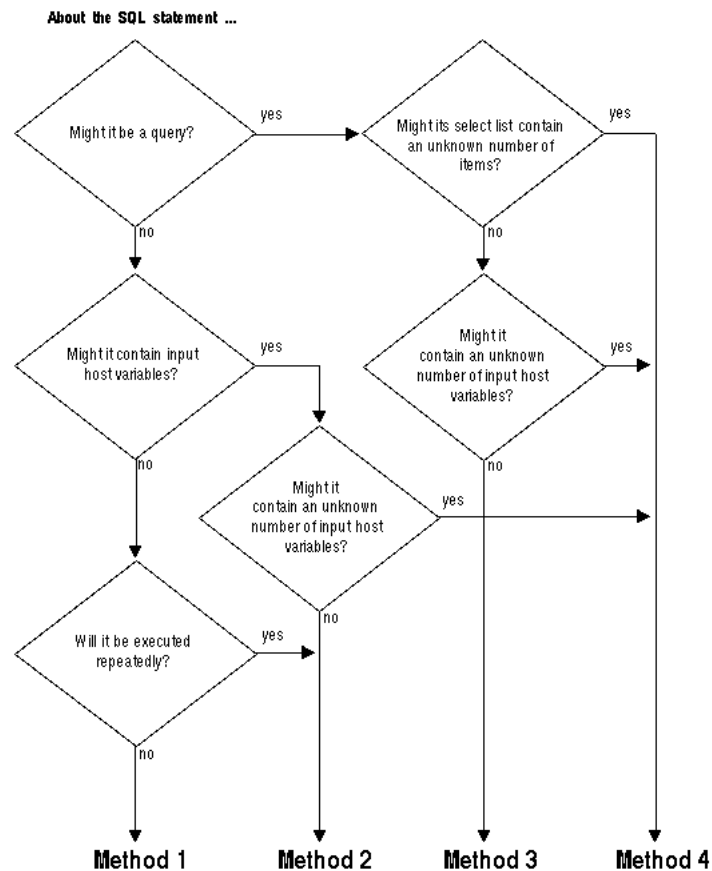 About the SQL statement ...
Might it be a query?
yes
Might its select list contain
an unknown number of
items?
yes
no
no
Might it contain input
host variables?
yes
Might it
contain an unknown
number of input host
variables?
yes
no
no
Might it
contain an unknown
number of input host
variables?
yes
no
Will it be executed
repeatedly?
yes
no
Method 1
Method 2
Method 3
Method 4